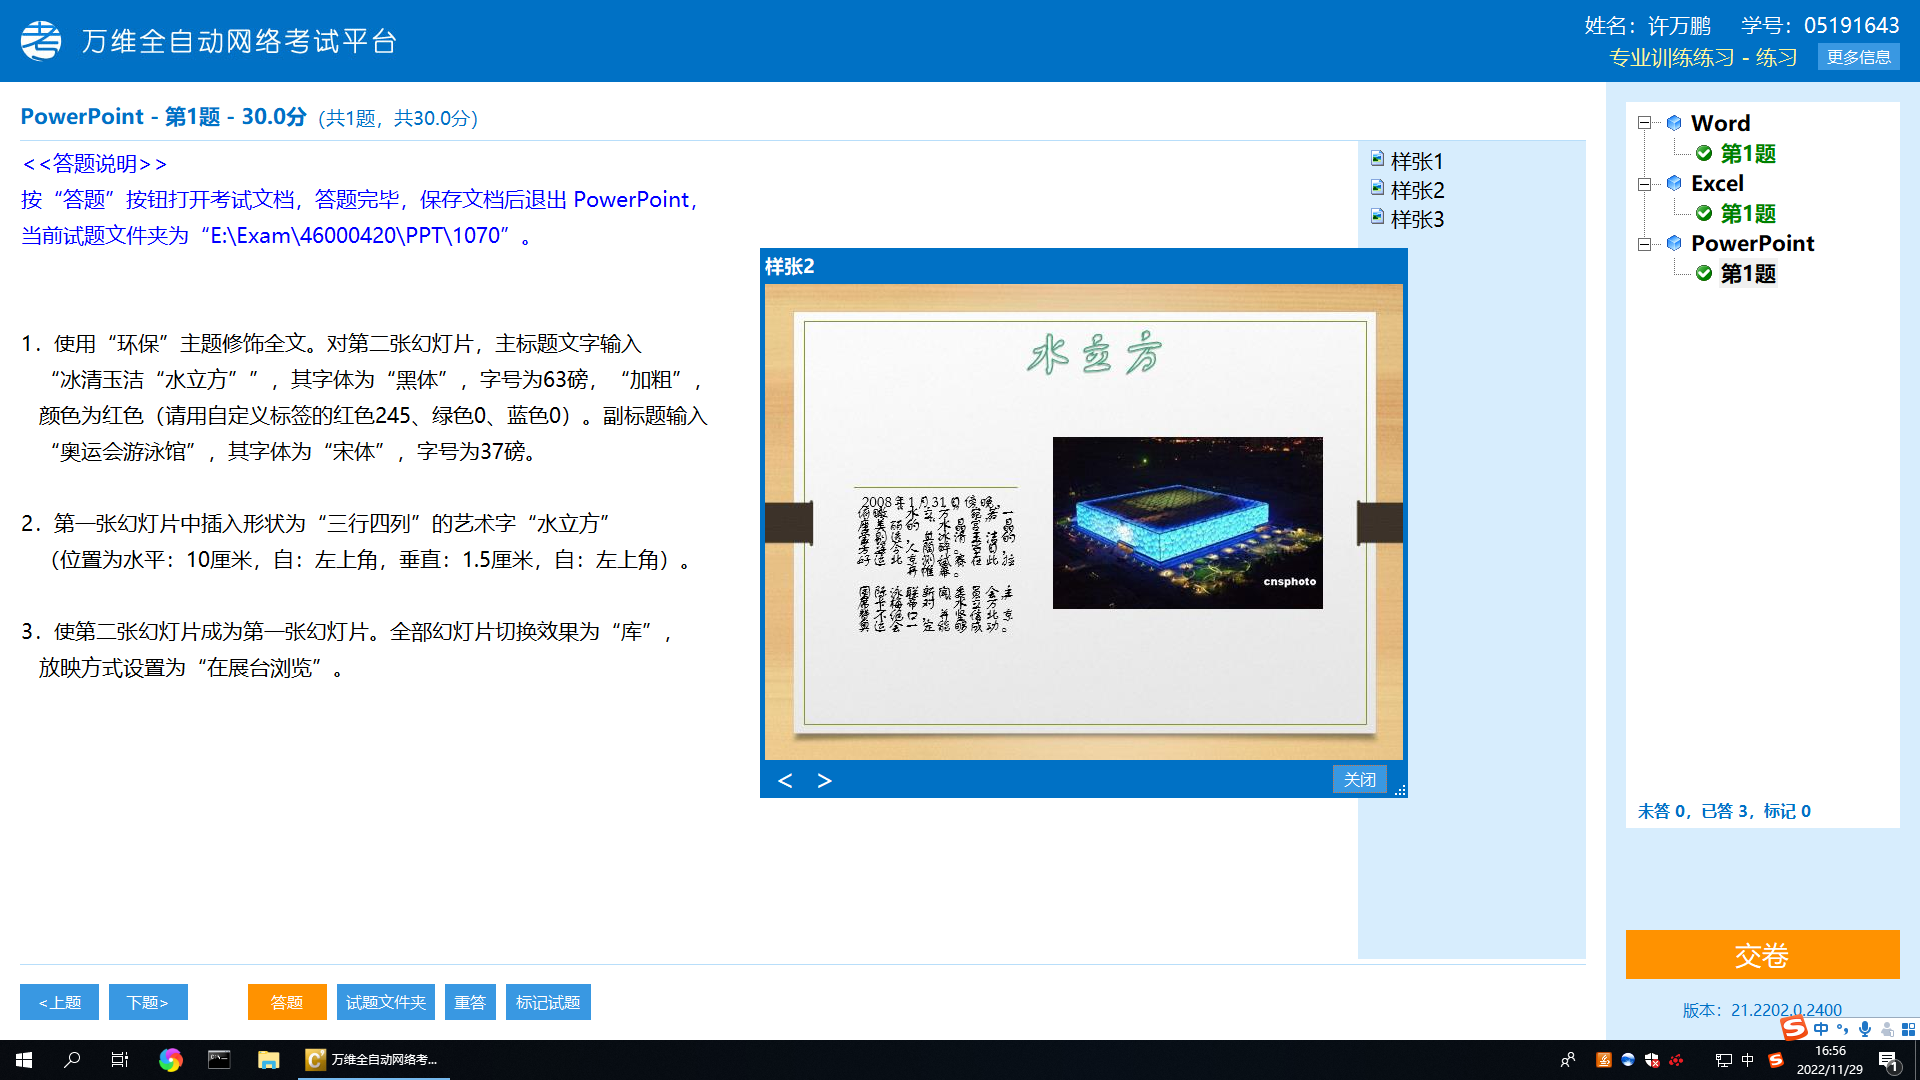 万维全自动网络考试平台
姓名：许万鹏 学号：05191643
专业训练练习 - 练习 更多信息
PowerPoint - 第1题 - 30.0分 (共1题，共30.0分)
<<答题说明>>
按“答题”按钮打开考试文档，答题完毕，保存文档后退出 PowerPoint，
当前试题文件夹为“E:\Exam\46000420\PPT\1070”。
1．使用“环保”主题修饰全文。对第二张幻灯片，主标题文字输入
“冰清玉洁“水立方””，其字体为“黑体”，字号为63磅，“加粗”，
颜色为红色（请用自定义标签的红色245、绿色0、蓝色0）。副标题输入
“奥运会游泳馆”，其字体为“宋体”，字号为37磅。
2．第一张幻灯片中插入形状为“三行四列”的艺术字“水立方”
（位置为水平：10厘米，自：左上角，垂直：1.5厘米，自：左上角）。
3．使第二张幻灯片成为第一张幻灯片。全部幻灯片切换效果为“库”，
放映方式设置为“在展台浏览”。
样张1
样张2
样张3
样张2
水立方
2008年1月31日傍晚，
cnsphoto
< >
关闭
Word
第1题
Excel
第1题
PowerPoint
第1题
未答 0，已答 3，标记 0
交卷
版本：21.2202.0.2400
<上题 下题> 答题 试题文件夹 重答 标记试题
中
万维全自动网络考...
中
16:56
2022/11/29
1